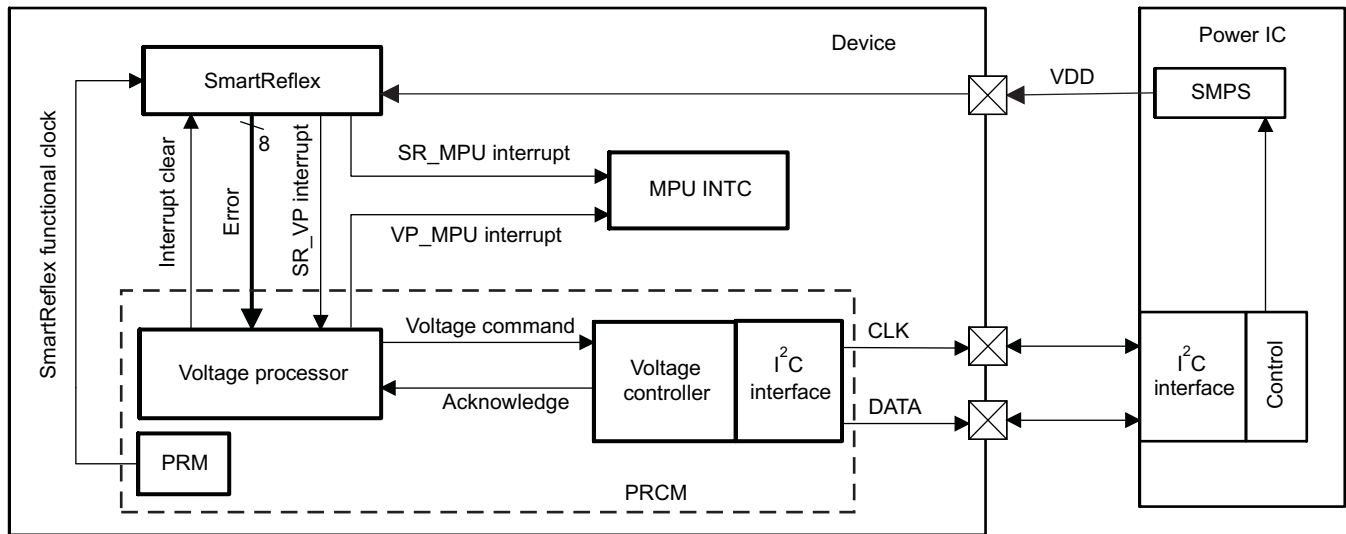 Device
Power IC
SmartReflex
VDD
SMPS
SmartReflex functional clock
Interrupt clear
8
Error
SR_VP interrupt
SR_MPU interrupt
MPU INTC
VP_MPU interrupt
Voltage command
CLK
Voltage processor
Voltage
controller
I²C
interface
I²C
interface
Control
Acknowledge
DATA
PRM
PRCM